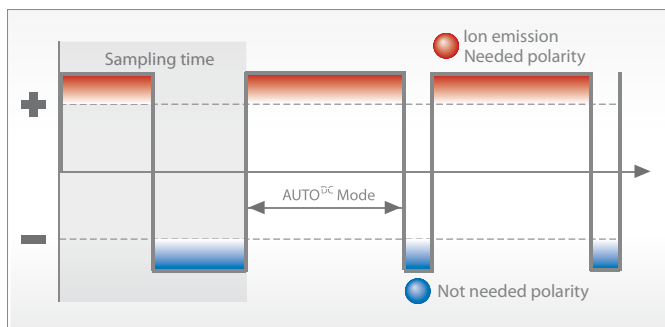 Sampling time
Ion emission
Needed polarity
+
AUTO^DC Mode
−
Not needed polarity